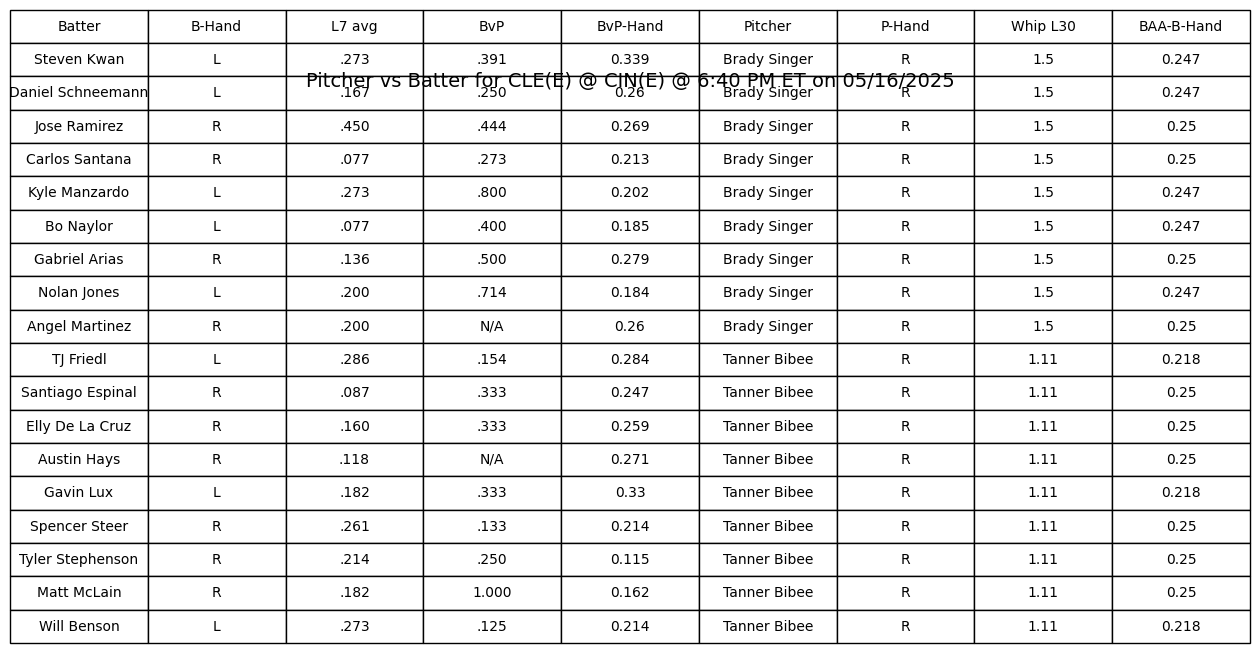 Batter B-Hand L7 avg BvP BvP-Hand Pitcher P-Hand Whip L30 BAA-B-Hand
Steven Kwan L .273 .391 0.339 Brady Singer R 1.5 0.247
Pitcher vs Batter for CLE(E) @ CIN(E) @ 6:40 PM ET on 05/16/2025
Daniel Schneemann L .167 .250 0.26 Brady Singer R 1.5 0.247
Jose Ramirez R .450 .444 0.269 Brady Singer R 1.5 0.25
Carlos Santana R .077 .273 0.213 Brady Singer R 1.5 0.25
Kyle Manzardo L .273 .800 0.202 Brady Singer R 1.5 0.247
Bo Naylor L .077 .400 0.185 Brady Singer R 1.5 0.247
Gabriel Arias R .136 .500 0.279 Brady Singer R 1.5 0.25
Nolan Jones L .200 .714 0.184 Brady Singer R 1.5 0.247
Angel Martinez R .200 N/A 0.26 Brady Singer R 1.5 0.25
TJ Friedl L .286 .154 0.284 Tanner Bibee R 1.11 0.218
Santiago Espinal R .087 .333 0.247 Tanner Bibee R 1.11 0.25
Elly De La Cruz R .160 .333 0.259 Tanner Bibee R 1.11 0.25
Austin Hays R .118 N/A 0.271 Tanner Bibee R 1.11 0.25
Gavin Lux L .182 .333 0.33 Tanner Bibee R 1.11 0.218
Spencer Steer R .261 .133 0.214 Tanner Bibee R 1.11 0.25
Tyler Stephenson R .214 .250 0.115 Tanner Bibee R 1.11 0.25
Matt McLain R .182 1.000 0.162 Tanner Bibee R 1.11 0.25
Will Benson L .273 .125 0.214 Tanner Bibee R 1.11 0.218